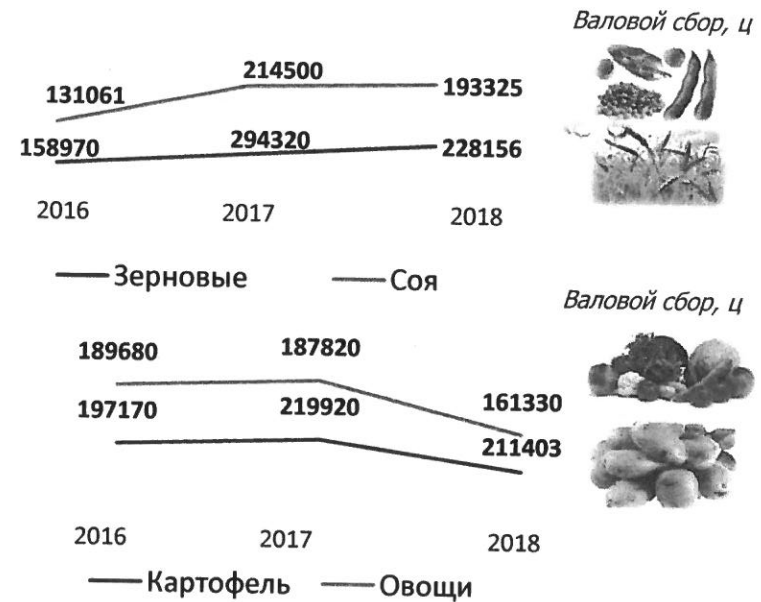 Валовой сбор, ц
131061 214500 193325
158970 294320 228156
2016 2017 2018
Зерновые Соя
Валовой сбор, ц
189680 187820 161330
197170 219920 211403
2016 2017 2018
Картофель Овощи